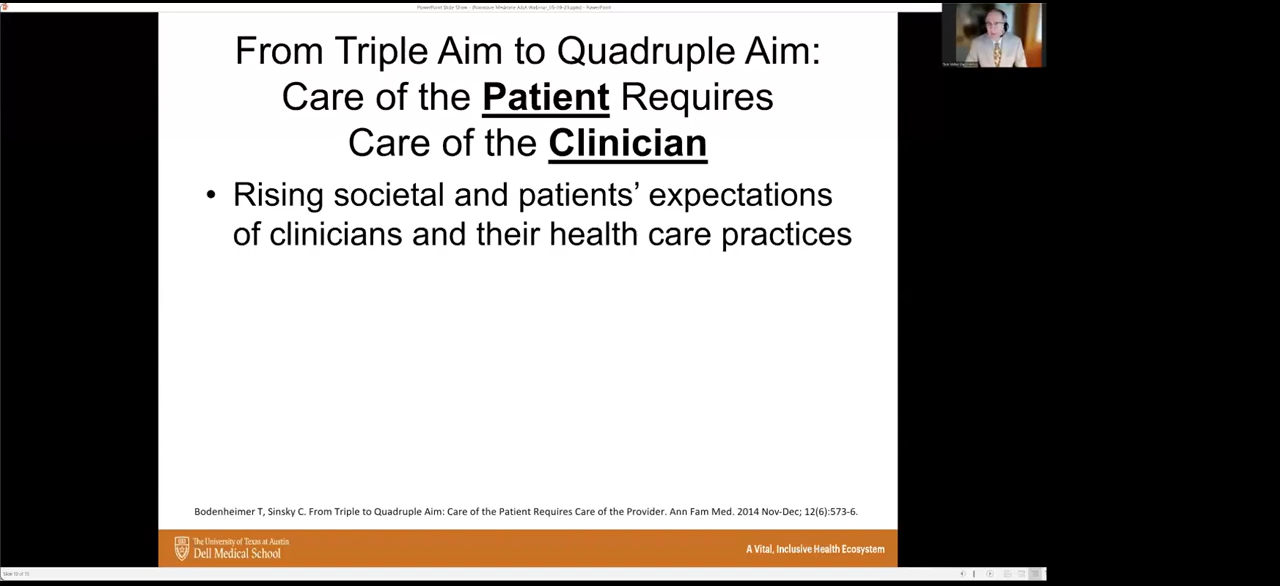 From Triple Aim to Quadruple Aim:
Care of the Patient Requires
Care of the Clinician
• Rising societal and patients’ expectations
of clinicians and their health care practices
Bodenheimer T, Sinsky C. From Triple to Quadruple Aim: Care of the Patient Requires Care of the Provider. Ann Fam Med. 2014 Nov-Dec; 12(6):573-6.
The University of Texas at Austin
Dell Medical School
A Vital, Inclusive Health Ecosystem